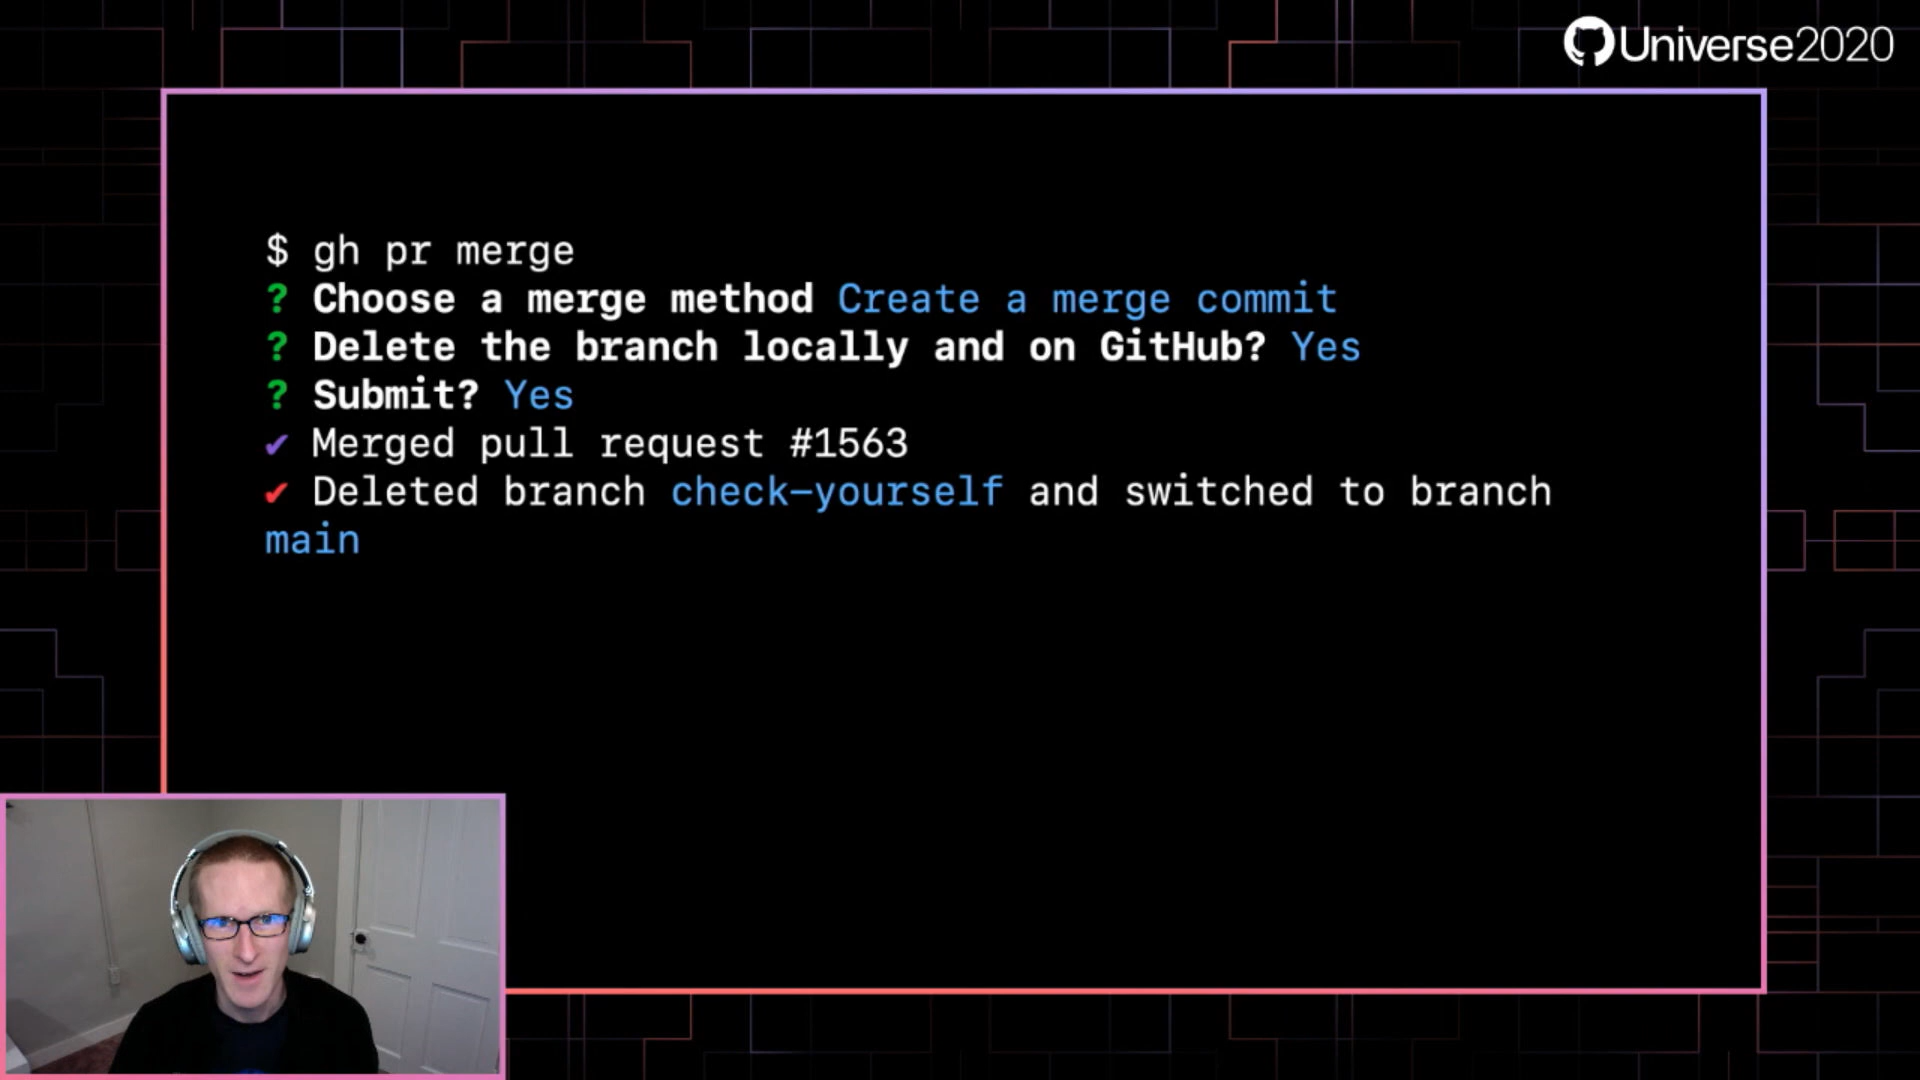 Universe2020
$ gh pr merge
? Choose a merge method Create a merge commit
? Delete the branch locally and on GitHub? Yes
? Submit? Yes
✔ Merged pull request #1563
✔ Deleted branch check-yourself and switched to branch
main